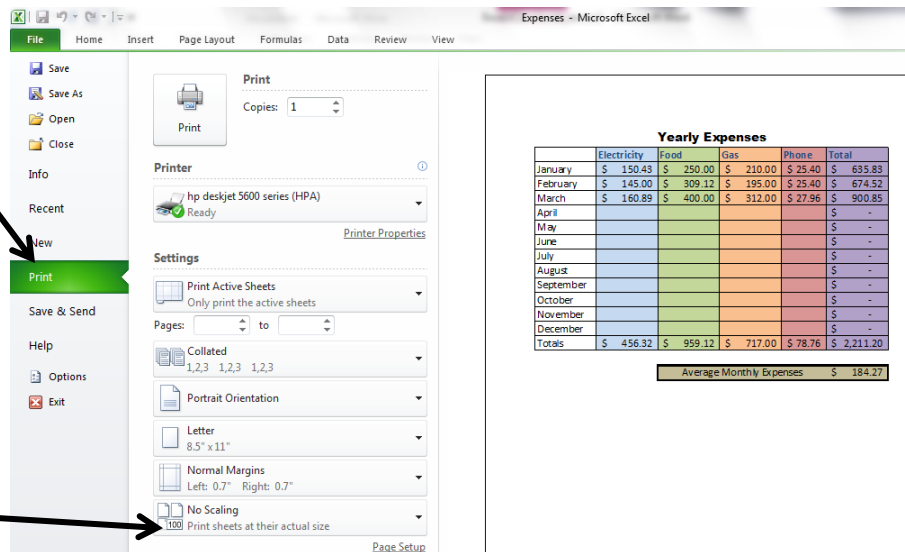 Expenses - Microsoft Excel
File Home Insert Page Layout Formulas Data Review View
Save
Save As
Open
Close
Info
Recent
New
Print
Save & Send
Help
Options
Exit
Print
Print
Copies: 1
Printer
hp deskjet 5600 series (HPA)
Ready
Printer Properties
Settings
Print Active Sheets
Only print the active sheets
Pages: to
Collated
1,2,3 1,2,3 1,2,3
Portrait Orientation
Letter
8.5" x 11"
Normal Margins
Left: 0.7" Right: 0.7"
No Scaling
100 Print sheets at their actual size
Page Setup
Yearly Expenses
Electricity Food Gas Phone Total
January $ 150.43 $ 250.00 $ 210.00 $ 25.40 $ 635.83
February $ 145.00 $ 309.12 $ 195.00 $ 25.40 $ 674.52
March $ 160.89 $ 400.00 $ 312.00 $ 27.96 $ 900.85
April $ -
May $ -
June $ -
July $ -
August $ -
September $ -
October $ -
November $ -
December $ -
Totals $ 456.32 $ 959.12 $ 717.00 $ 78.76 $ 2,211.20
Average Monthly Expenses $ 184.27